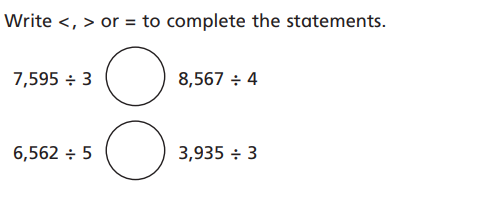 Write <, > or = to complete the statements.
7,595 ÷ 3 8,567 ÷ 4
6,562 ÷ 5 3,935 ÷ 3